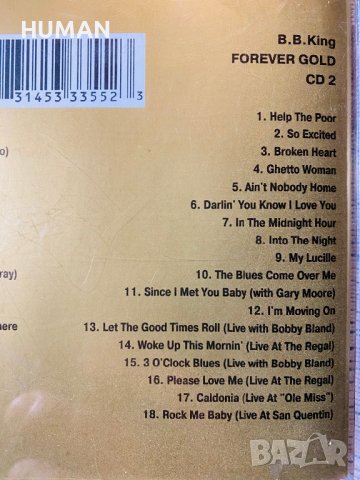 HUMAN
31453 33552 3
B.B.King
FOREVER GOLD
CD 2
1. Help The Poor
2. So Excited
3. Broken Heart
4. Ghetto Woman
5. Ain't Nobody Home
6. Darlin' You Know I Love You
7. In The Midnight Hour
8. Into The Night
9. My Lucille
10. The Blues Come Over Me
11. Since I Met You Baby (with Gary Moore)
12. I'm Moving On
13. Let The Good Times Roll (Live with Bobby Bland)
14. Woke Up This Mornin' (Live At The Regal)
15. 3 O'Clock Blues (Live with Bobby Bland)
16. Please Love Me (Live At The Regal)
17. Caldonia (Live At "Ole Miss")
18. Rock Me Baby (Live At San Quentin)
o)
ray)
here
BAZAR